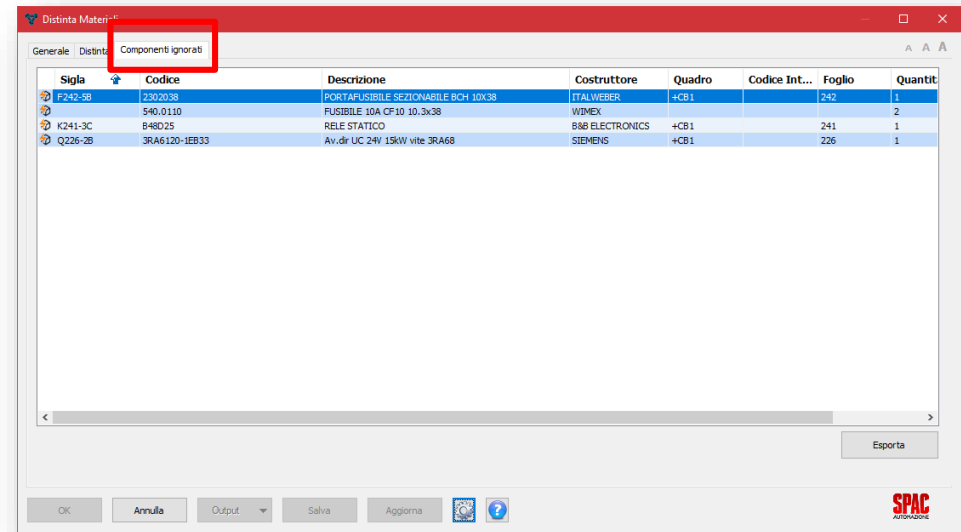 Distinta Materiali
Generale Distinta Componenti ignorati A A A
Sigla Codice Descrizione Costruttore Quadro Codice Int... Foglio Quantit
F242-5B 2302038 PORTAFUSIBILE SEZIONABILE BCH 10X38 ITALWEBER +CB1 242 1
540.0110 FUSIBILE 10A CF10 10.3x38 WIMEX 2
K241-3C B48D25 RELE STATICO B&B ELECTRONICS +CB1 241 1
Q226-2B 3RA6120-1EB33 Av.dir UC 24V 15kW vite 3RA68 SIEMENS +CB1 226 1
Esporta
OK Annulla Output Salva Aggiorna ? SPAC
AUTOMAZIONE